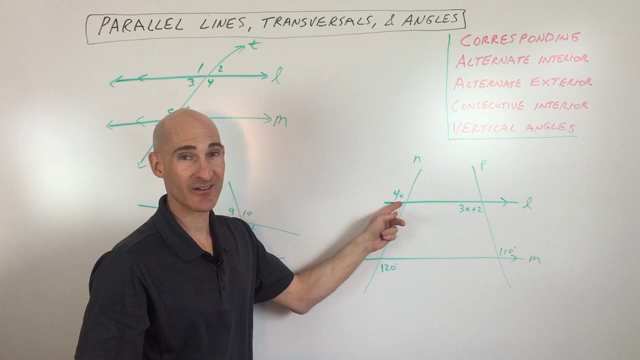 PARALLEL LINES, TRANSVERSALS, & ANGLES
CORRESPONDING
ALTERNATE INTERIOR
ALTERNATE EXTERIOR
CONSECUTIVE INTERIOR
VERTICAL ANGLES
t
1 2
3 4
l
m
9 10
n
p
3x+2
l
120°
110°
m